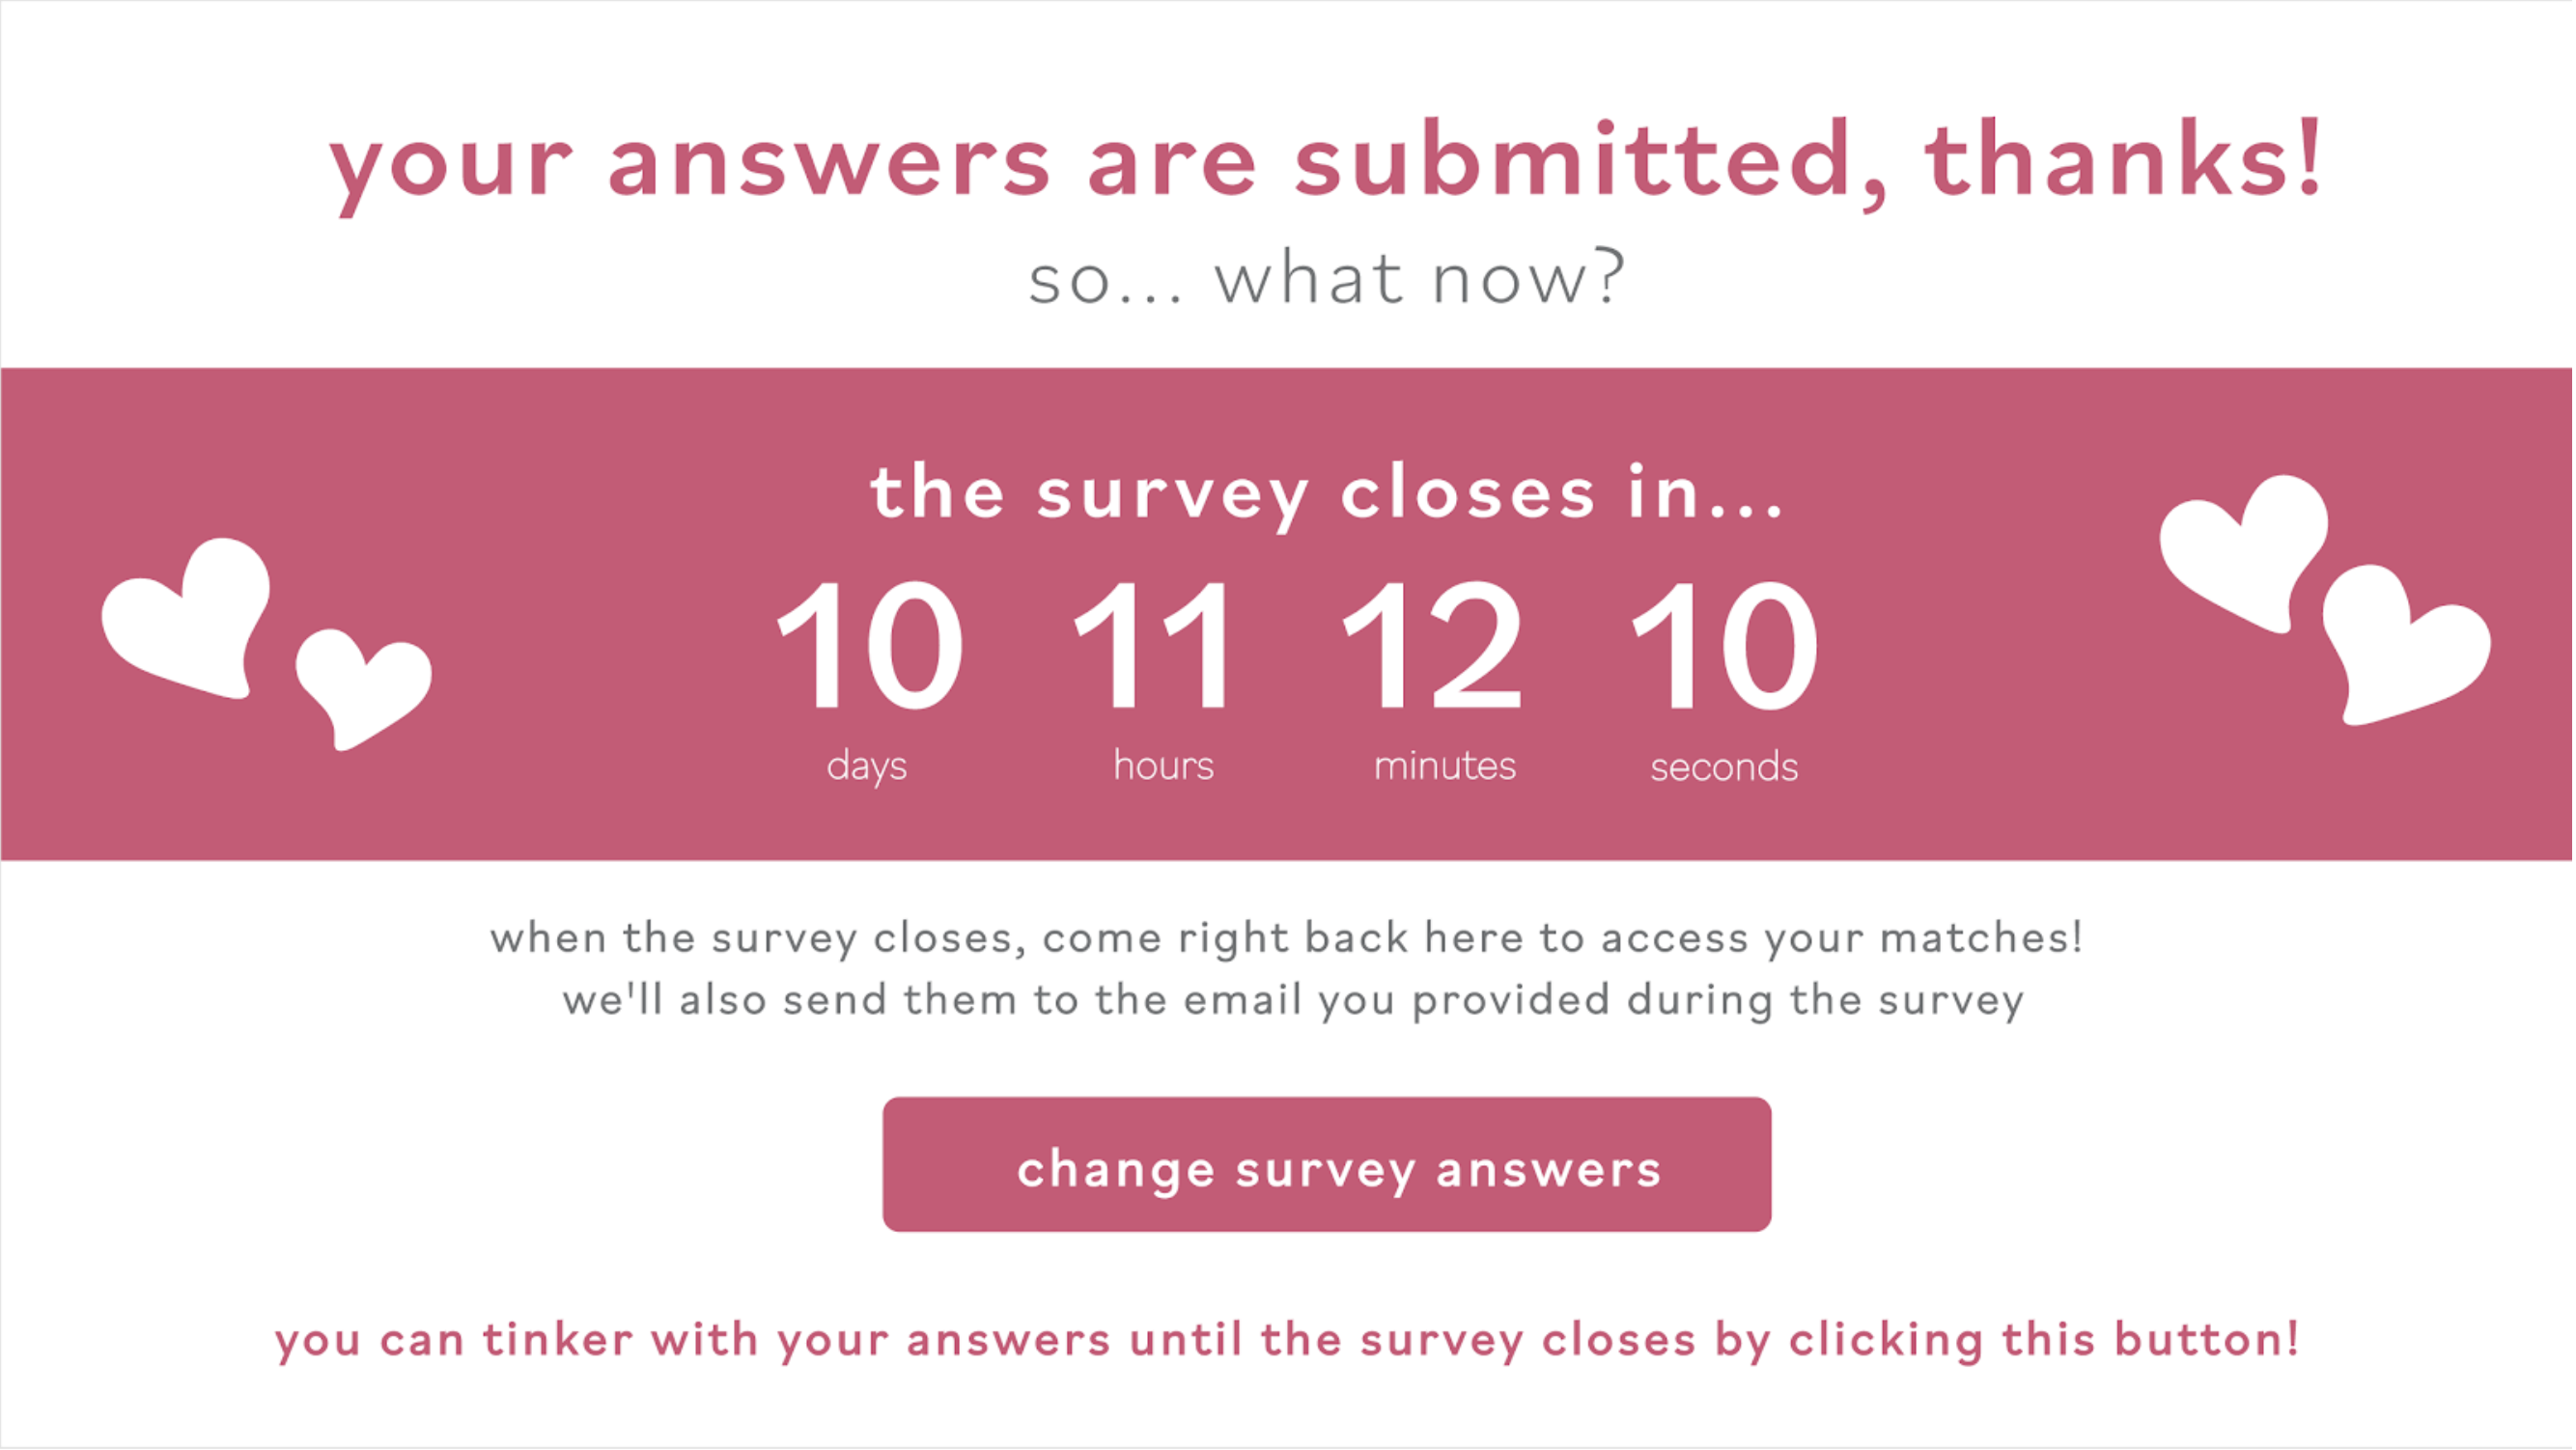 your answers are submitted, thanks!
so... what now?
the survey closes in...
10 11 12 10
days hours minutes seconds
when the survey closes, come right back here to access your matches!
we'll also send them to the email you provided during the survey
change survey answers
you can tinker with your answers until the survey closes by clicking this button!